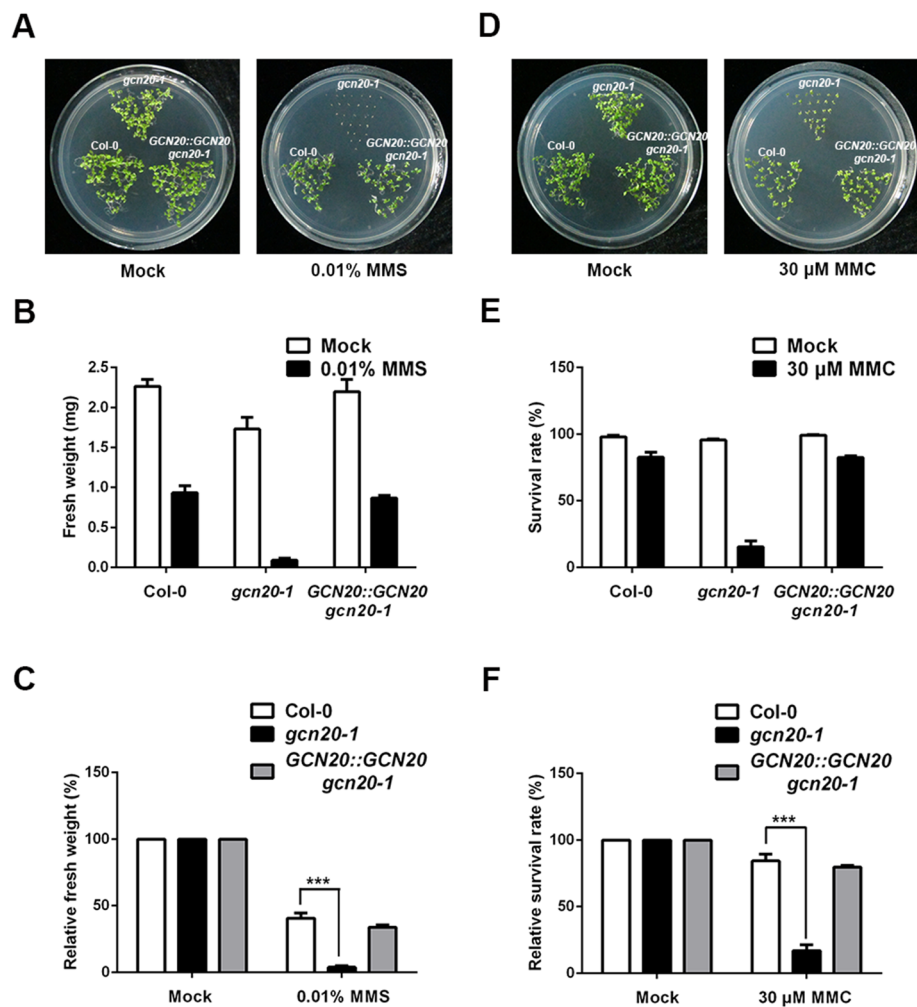 A
gcn20-1
Col-0
GCN20::GCN20
gcn20-1
Mock
gcn20-1
Col-0
GCN20::GCN20
gcn20-1
0.01% MMS
D
gcn20-1
Col-0
GCN20::GCN20
gcn20-1
Mock
gcn20-1
Col-0
GCN20::GCN20
gcn20-1
30 µM MMC
B
Mock
0.01% MMS
Fresh weight (mg)
2.5
2.0
1.5
1.0
0.5
0.0
Col-0
gcn20-1
GCN20::GCN20
gcn20-1
E
Mock
30 µM MMC
Survival rate (%)
150
100
50
0
Col-0
gcn20-1
GCN20::GCN20
gcn20-1
C
Col-0
gcn20-1
GCN20::GCN20
gcn20-1
Relative fresh weight (%)
150
100
50
0
***
Mock
0.01% MMS
F
Col-0
gcn20-1
GCN20::GCN20
gcn20-1
Relative survival rate (%)
150
100
50
0
***
Mock
30 µM MMC